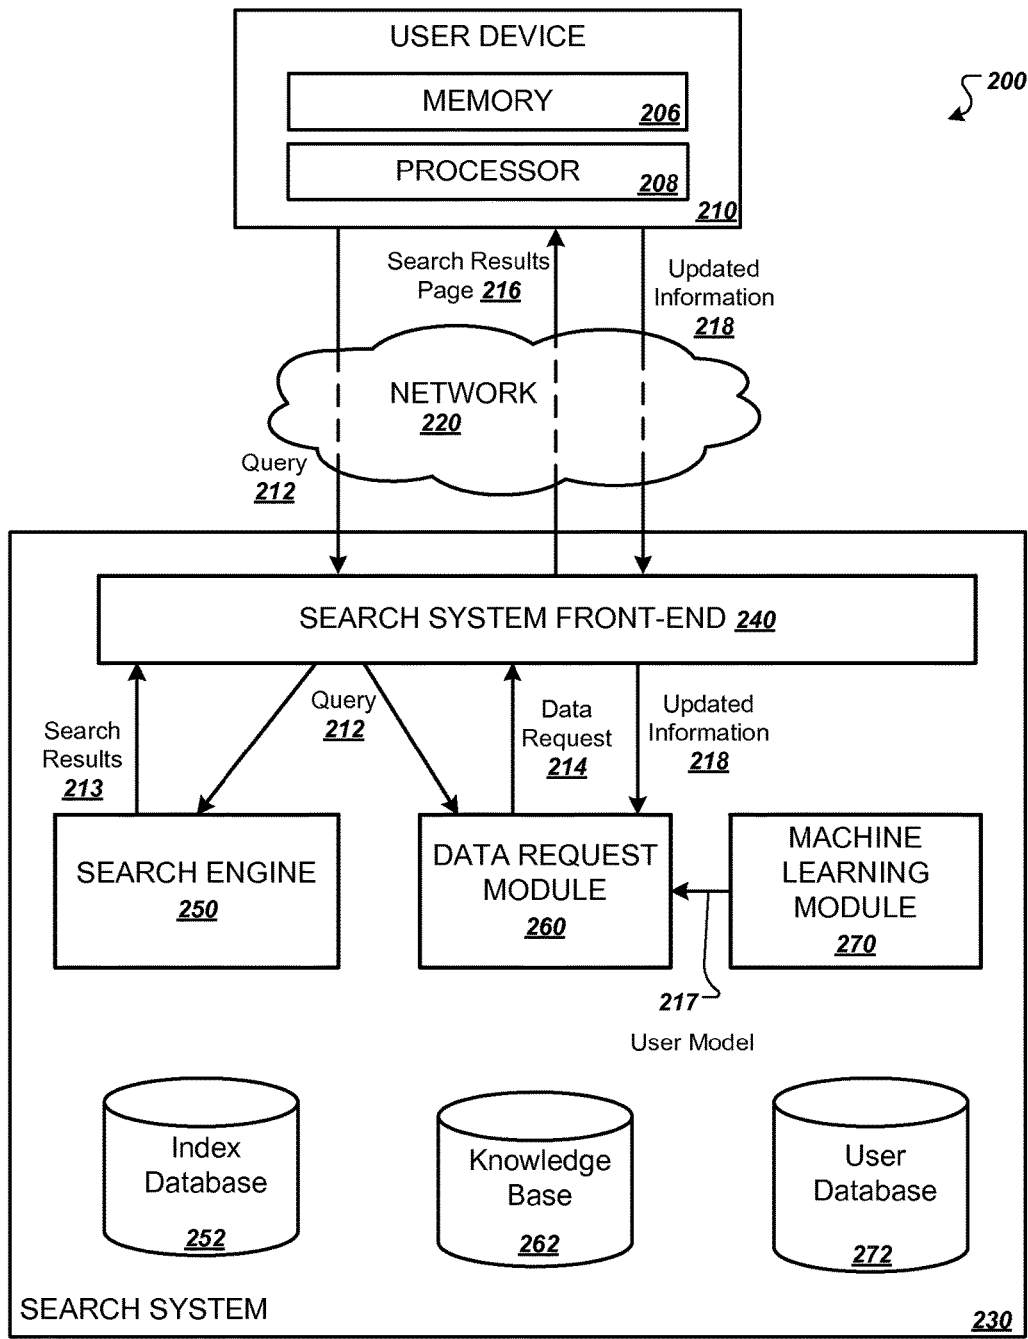 USER DEVICE
MEMORY
206
PROCESSOR
208
210
200
Search Results
Page 216
Updated
Information
218
NETWORK
220
Query
212
SEARCH SYSTEM FRONT-END 240
Search
Results
213
Query
212
Data
Request
214
Updated
Information
218
SEARCH ENGINE
250
DATA REQUEST
MODULE
260
MACHINE
LEARNING
MODULE
270
217
User Model
Index
Database
252
Knowledge
Base
262
User
Database
272
SEARCH SYSTEM
230